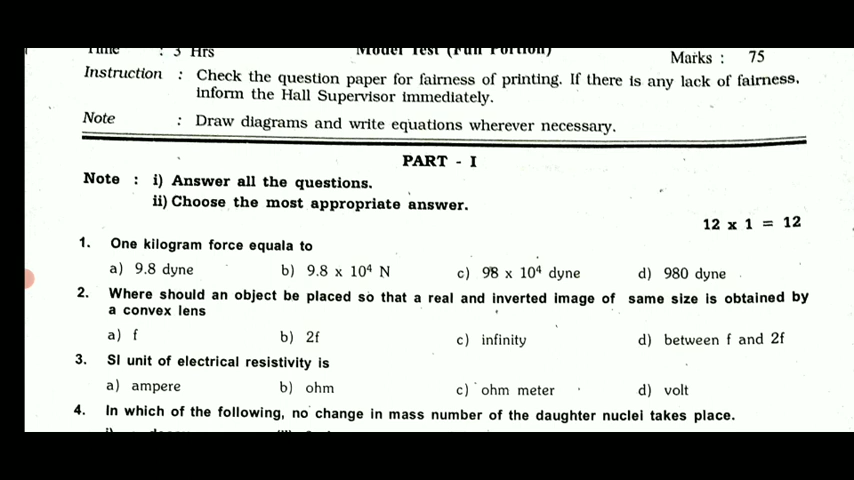 Time : 3 Hrs Model Test (Full Portion) Marks : 75
Instruction : Check the question paper for fairness of printing. If there is any lack of fairness,
inform the Hall Supervisor immediately.
Note : Draw diagrams and write equations wherever necessary.
PART - I
Note : i) Answer all the questions.
ii) Choose the most appropriate answer.
12 x 1 = 12
1. One kilogram force equala to
a) 9.8 dyne b) 9.8 x 10⁴ N c) 98 x 10⁴ dyne d) 980 dyne
2. Where should an object be placed so that a real and inverted image of same size is obtained by
a convex lens
a) f b) 2f c) infinity d) between f and 2f
3. SI unit of electrical resistivity is
a) ampere b) ohm c) ohm meter d) volt
4. In which of the following, no change in mass number of the daughter nuclei takes place.